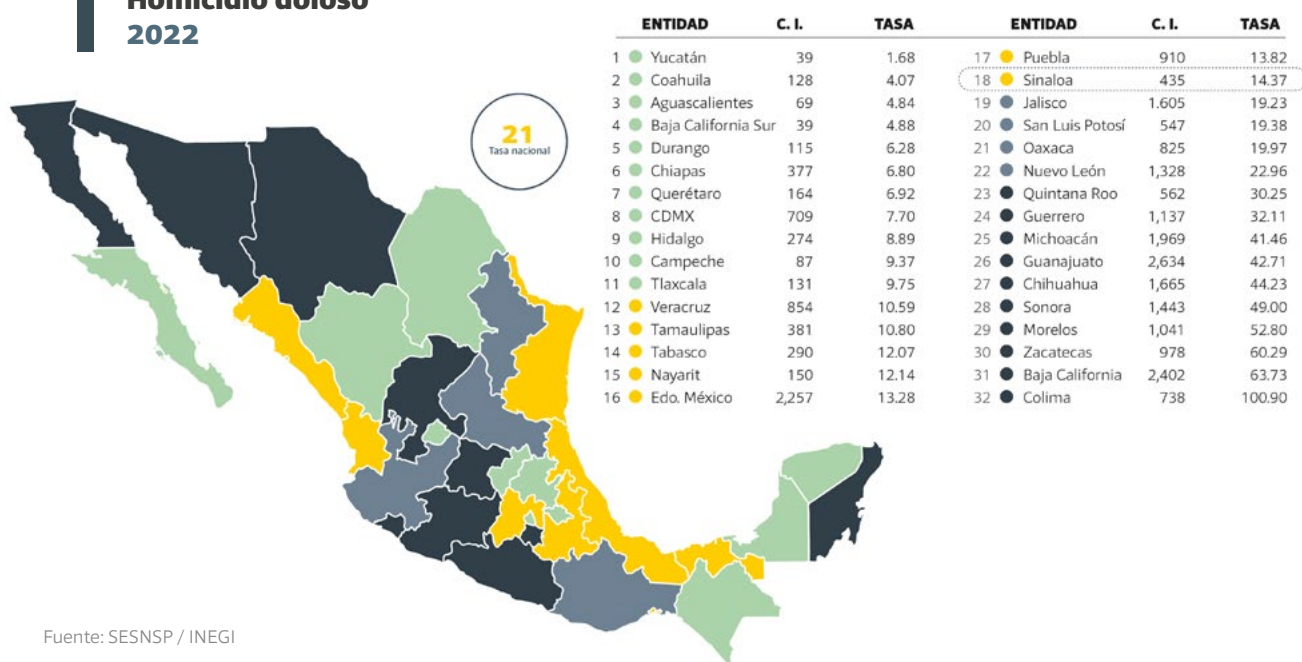 Homicidio doloso
2022
21
Tasa nacional
ENTIDAD C. I. TASA
1 Yucatán 39 1.68
2 Coahuila 128 4.07
3 Aguascalientes 69 4.84
4 Baja California Sur 39 4.88
5 Durango 115 6.28
6 Chiapas 377 6.80
7 Querétaro 164 6.92
8 CDMX 709 7.70
9 Hidalgo 274 8.89
10 Campeche 87 9.37
11 Tlaxcala 131 9.75
12 Veracruz 854 10.59
13 Tamaulipas 381 10.80
14 Tabasco 290 12.07
15 Nayarit 150 12.14
16 Edo. México 2,257 13.28
ENTIDAD C. I. TASA
17 Puebla 910 13.82
18 Sinaloa 435 14.37
19 Jalisco 1.605 19.23
20 San Luis Potosí 547 19.38
21 Oaxaca 825 19.97
22 Nuevo León 1,328 22.96
23 Quintana Roo 562 30.25
24 Guerrero 1,137 32.11
25 Michoacán 1,969 41.46
26 Guanajuato 2,634 42.71
27 Chihuahua 1,665 44.23
28 Sonora 1,443 49.00
29 Morelos 1,041 52.80
30 Zacatecas 978 60.29
31 Baja California 2,402 63.73
32 Colima 738 100.90
Fuente: SESNSP / INEGI